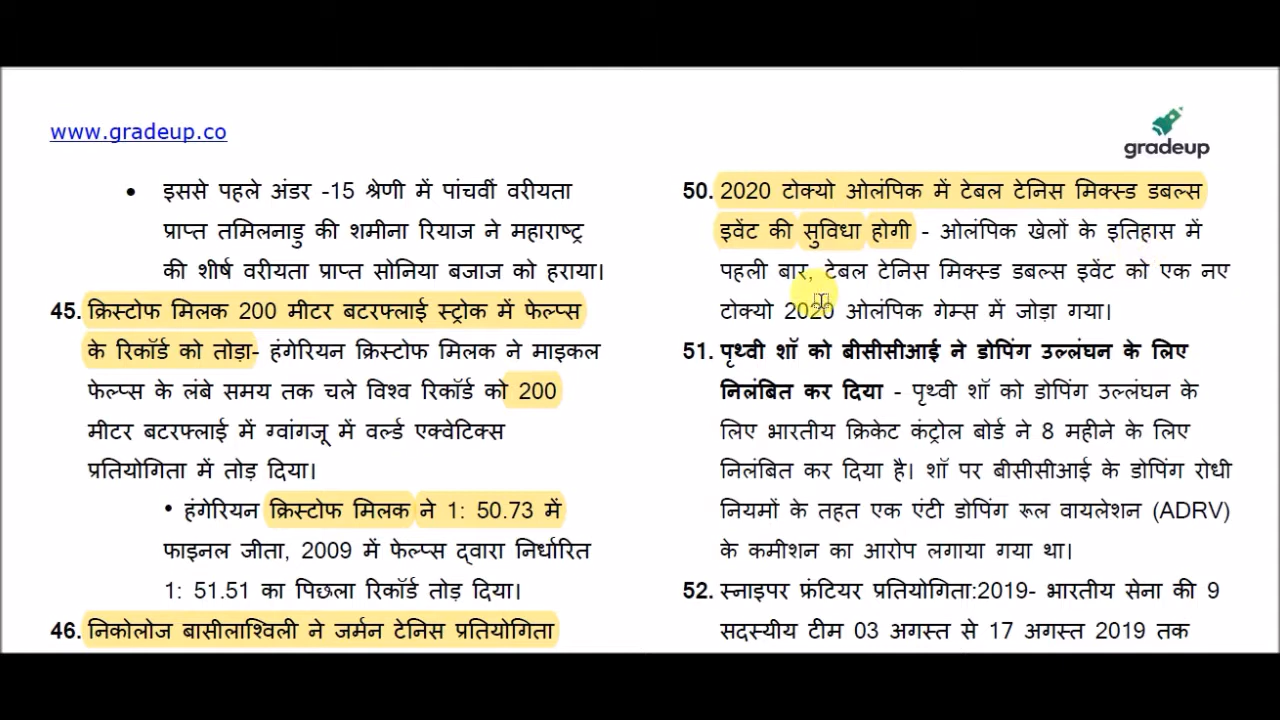 www.gradeup.co
gradeup
• इससे पहले अंडर -15 श्रेणी में पांचवीं वरीयता
प्राप्त तमिलनाडु की शमीना रियाज ने महाराष्ट्र
की शीर्ष वरीयता प्राप्त सोनिया बजाज को हराया।
45. क्रिस्टोफ मिलक 200 मीटर बटरफ्लाई स्ट्रोक में फेल्प्स
के रिकॉर्ड को तोड़ा- हंगेरियन क्रिस्टोफ मिलक ने माइकल
फेल्प्स के लंबे समय तक चले विश्व रिकॉर्ड को 200
मीटर बटरफ्लाई में ग्वांगजू में वर्ल्ड एक्वेटिक्स
प्रतियोगिता में तोड़ दिया।
• हंगेरियन क्रिस्टोफ मिलक ने 1: 50.73 में
फाइनल जीता, 2009 में फेल्प्स द्वारा निर्धारित
1: 51.51 का पिछला रिकॉर्ड तोड़ दिया।
46. निकोलोज बासीलाश्विली ने जर्मन टेनिस प्रतियोगिता
50. 2020 टोक्यो ओलंपिक में टेबल टेनिस मिक्स्ड डबल्स
इवेंट की सुविधा होगी - ओलंपिक खेलों के इतिहास में
पहली बार, टेबल टेनिस मिक्स्ड डबल्स इवेंट को एक नए
टोक्यो 2020 ओलंपिक गेम्स में जोड़ा गया।
51. पृथ्वी शॉ को बीसीसीआई ने डोपिंग उल्लंघन के लिए
निलंबित कर दिया - पृथ्वी शॉ को डोपिंग उल्लंघन के
लिए भारतीय क्रिकेट कंट्रोल बोर्ड ने 8 महीने के लिए
निलंबित कर दिया है। शॉ पर बीसीसीआई के डोपिंग रोधी
नियमों के तहत एक एंटी डोपिंग रूल वायलेशन (ADRV)
के कमीशन का आरोप लगाया गया था।
52. स्नाइपर फ्रंटियर प्रतियोगिता:2019- भारतीय सेना की 9
सदस्यीय टीम 03 अगस्त से 17 अगस्त 2019 तक